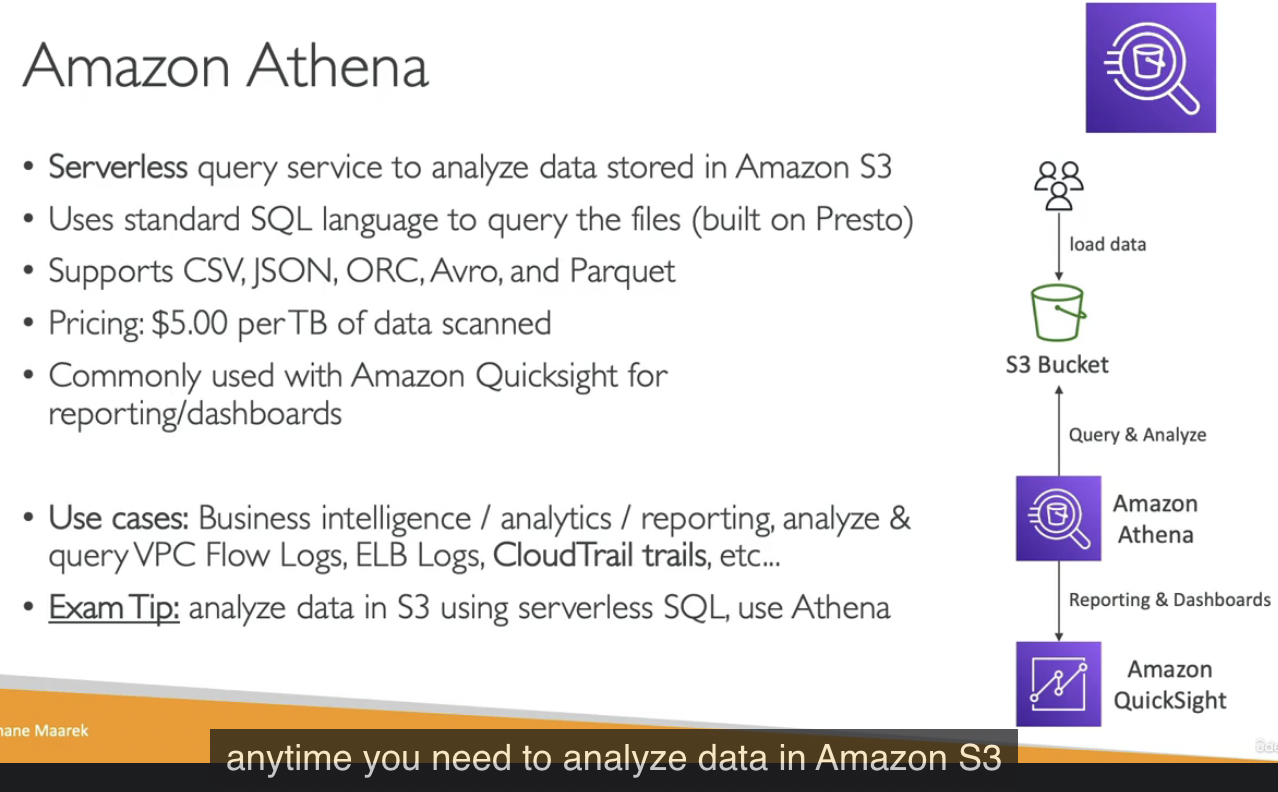 Amazon Athena
• Serverless query service to analyze data stored in Amazon S3
• Uses standard SQL language to query the files (built on Presto)
• Supports CSV, JSON, ORC, Avro, and Parquet
• Pricing: $5.00 per TB of data scanned
• Commonly used with Amazon Quicksight for
reporting/dashboards
• Use cases: Business intelligence / analytics / reporting, analyze &
query VPC Flow Logs, ELB Logs, CloudTrail trails, etc...
• Exam Tip: analyze data in S3 using serverless SQL, use Athena
load data
S3 Bucket
Query & Analyze
Amazon
Athena
Reporting & Dashboards
Amazon
QuickSight
Maarek
anytime you need to analyze data in Amazon S3